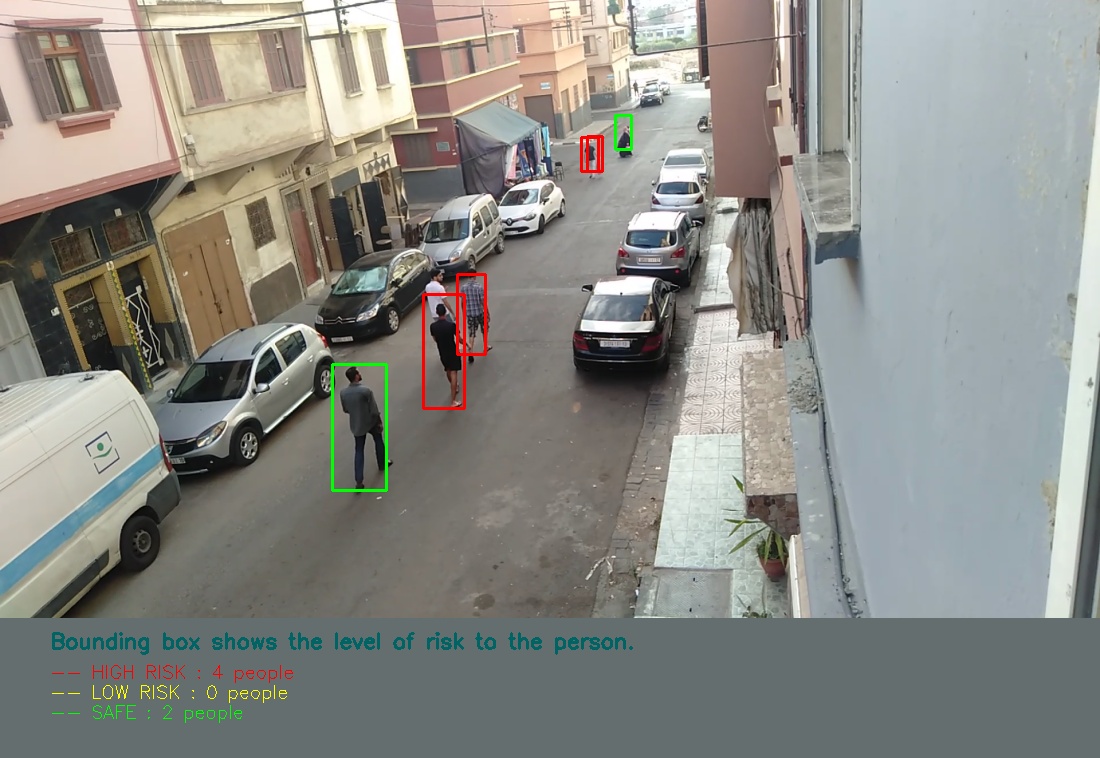 Bounding box shows the level of risk to the person.
—— HIGH RISK : 4 people
—— LOW RISK : 0 people
—— SAFE : 2 people